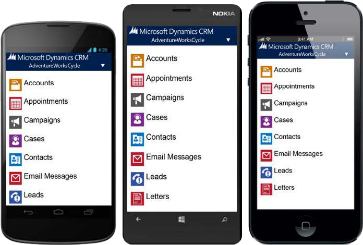 Microsoft Dynamics CRM
AdventureWorksCycle
Accounts
Appointments
Campaigns
Cases
Contacts
Email Messages
Leads
NOKIA
Microsoft Dynamics CRM
AdventureWorksCycle
Accounts
Appointments
Campaigns
Cases
Contacts
Email Messages
Leads
Letters
Microsoft Dynamics CRM
AdventureWorksCycle
Accounts
Appointments
Campaigns
Cases
Contacts
Email Messages
Leads
Letters